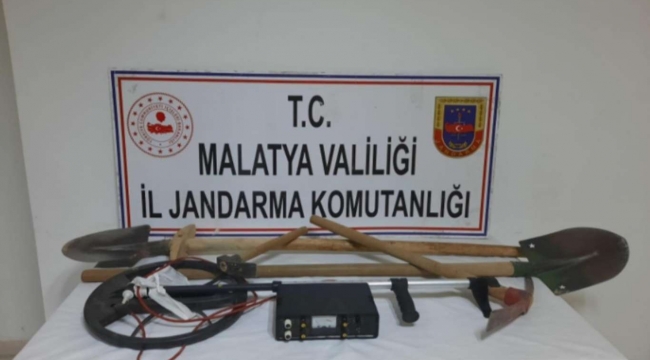 T.C.
MALATYA VALİLİĞİ
İL JANDARMA KOMUTANLIĞI